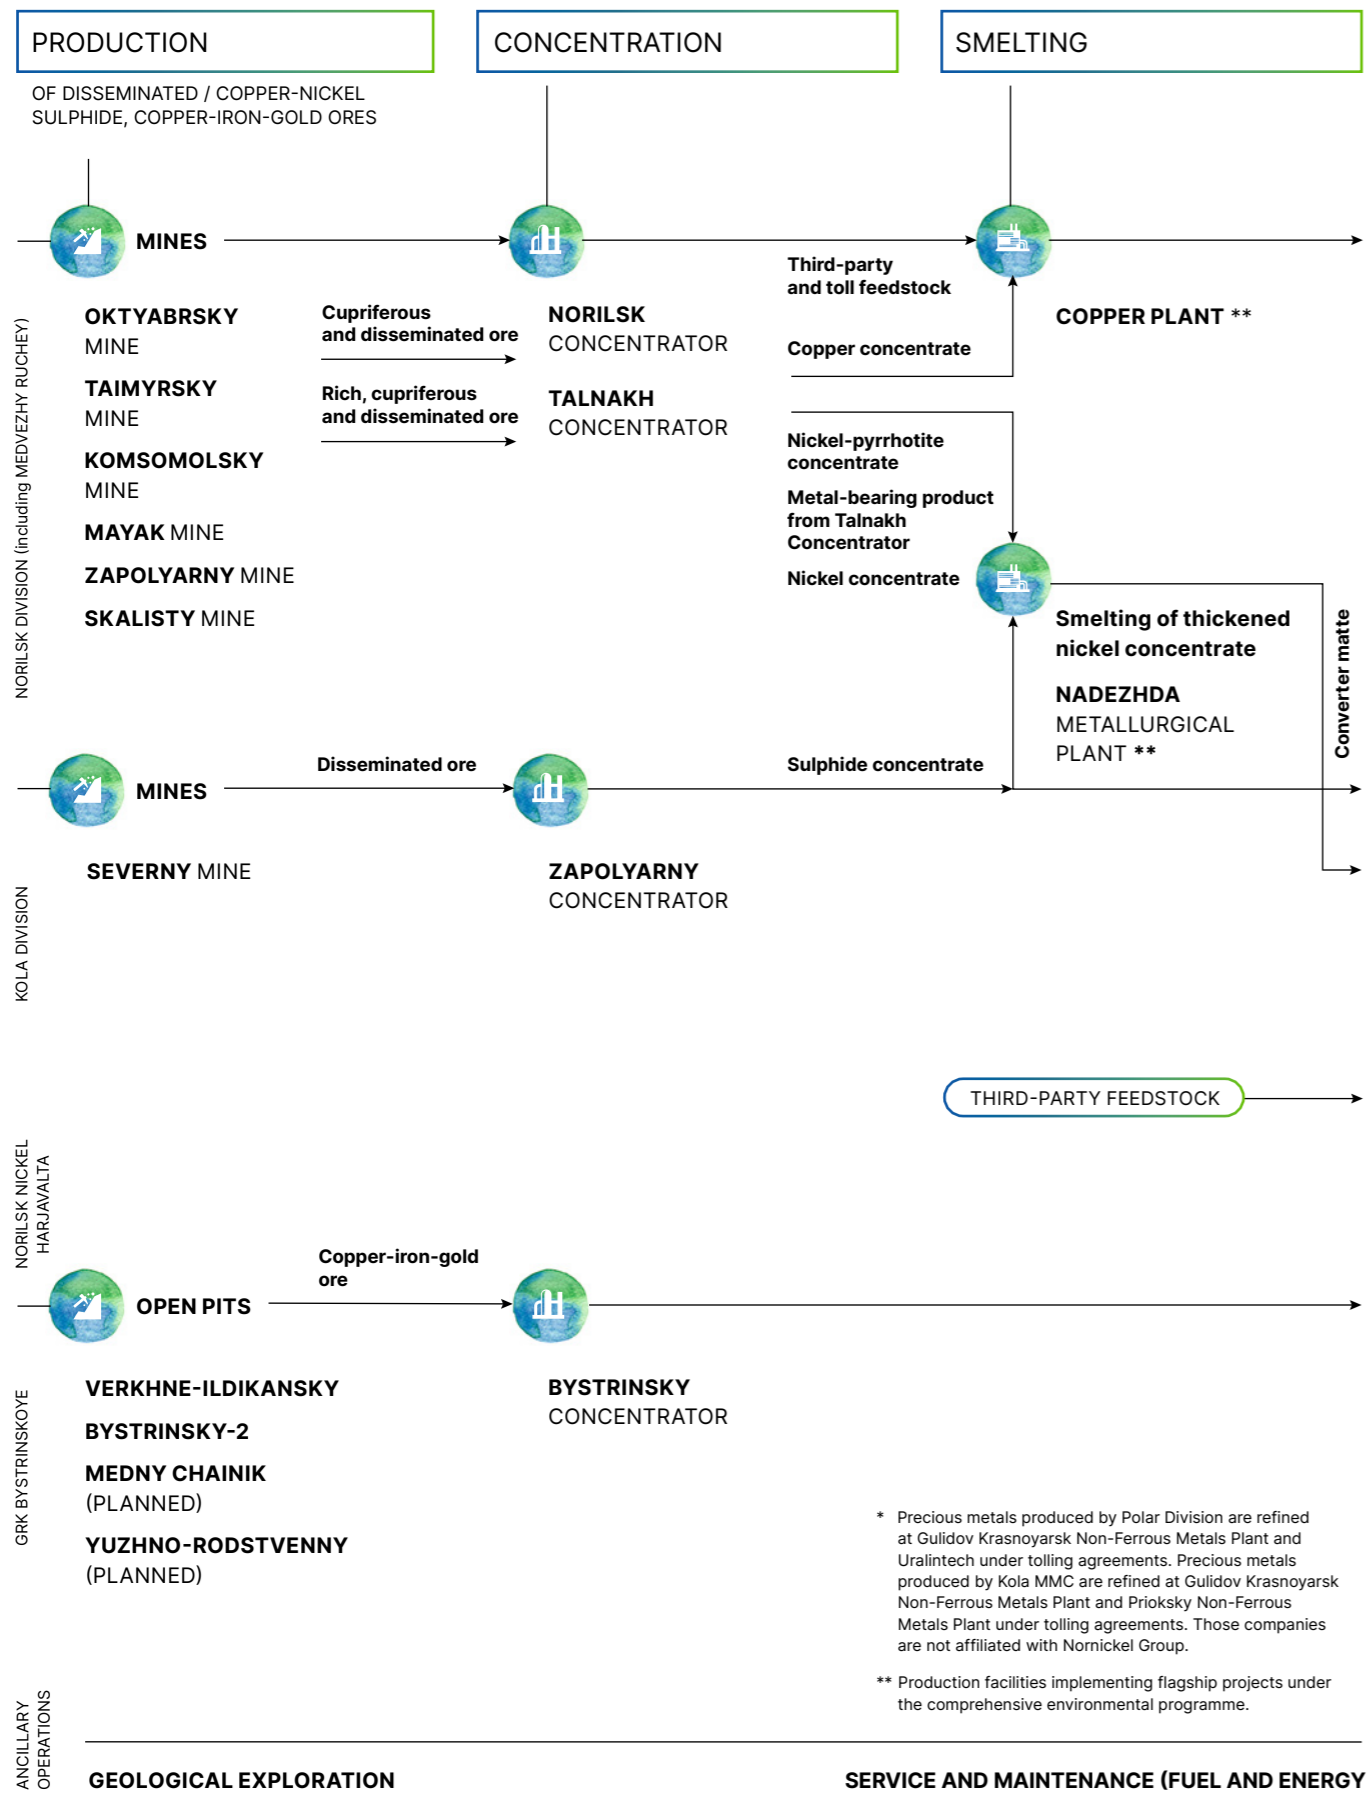 PRODUCTION
CONCENTRATION
SMELTING
OF DISSEMINATED / COPPER-NICKEL
SULPHIDE, COPPER-IRON-GOLD ORES
NORILSK DIVISION (including MEDVEZHY RUCHEY)
MINES
OKTYABRSKY
MINE
TAIMYRSKY
MINE
KOMSOMOLSKY
MINE
MAYAK MINE
ZAPOLYARNY MINE
SKALISTY MINE
Cupriferous
and disseminated ore
Rich, cupriferous
and disseminated ore
NORILSK
CONCENTRATOR
TALNAKH
CONCENTRATOR
Third-party
and toll feedstock
Copper concentrate
Nickel-pyrrhotite
concentrate
Metal-bearing product
from Talnakh
Concentrator
Nickel concentrate
COPPER PLANT **
Smelting of thickened
nickel concentrate
NADEZHDA
METALLURGICAL
PLANT **
Converter matte
KOLA DIVISION
MINES
Disseminated ore
Sulphide concentrate
SEVERNY MINE
ZAPOLYARNY
CONCENTRATOR
NORILSK NICKEL
HARJAVALTA
THIRD-PARTY FEEDSTOCK
GRK BYSTRINSKOYE
OPEN PITS
Copper-iron-gold
ore
VERKHNE-ILDIKANSKY
BYSTRINSKY-2
MEDNY CHAINIK
(PLANNED)
YUZHNO-RODSTVENNY
(PLANNED)
BYSTRINSKY
CONCENTRATOR
* Precious metals produced by Polar Division are refined
at Gulidov Krasnoyarsk Non-Ferrous Metals Plant and
Uralintech under tolling agreements. Precious metals
produced by Kola MMC are refined at Gulidov Krasnoyarsk
Non-Ferrous Metals Plant and Prioksky Non-Ferrous
Metals Plant under tolling agreements. Those companies
are not affiliated with Nornickel Group.
** Production facilities implementing flagship projects under
the comprehensive environmental programme.
ANCILLARY
OPERATIONS
GEOLOGICAL EXPLORATION
SERVICE AND MAINTENANCE (FUEL AND ENERGY